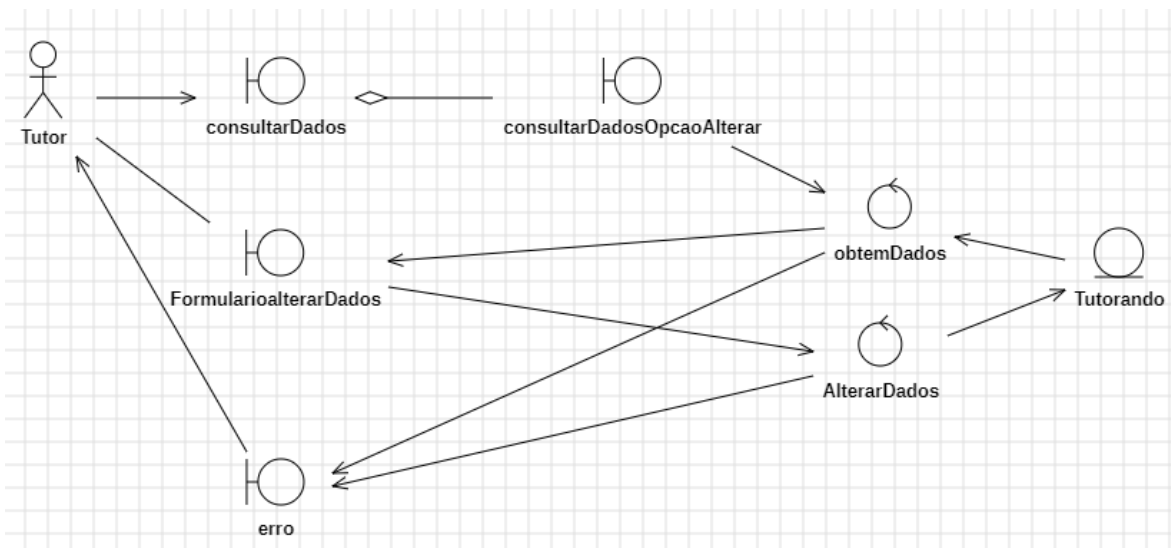 Tutor
consultarDados
consultarDadosOpcaoAlterar
obtemDados
FormularioalterarDados
Tutorando
AlterarDados
erro